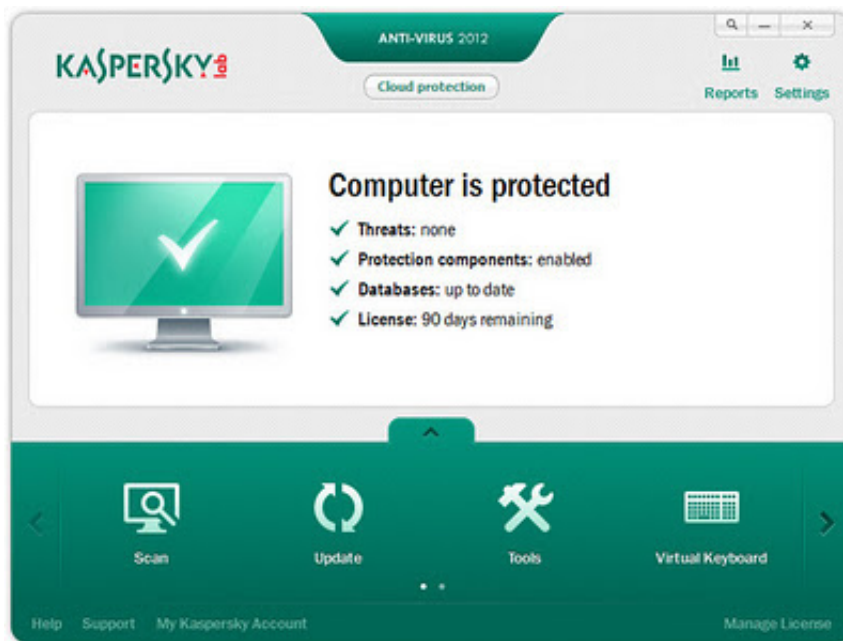 ANTI-VIRUS 2012
KASPERSKY lab
Cloud protection
Reports Settings
Computer is protected
Threats: none
Protection components: enabled
Databases: up to date
License: 90 days remaining
Scan Update Tools Virtual Keyboard
Help Support My Kaspersky Account Manage License